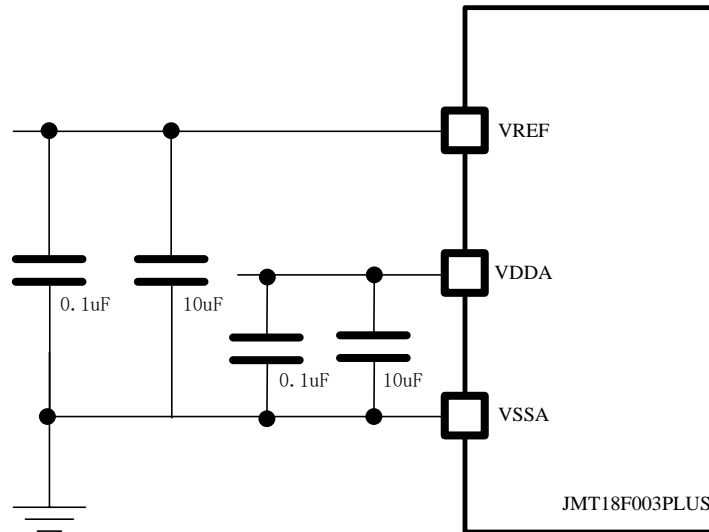 VREF
0.1uF
10uF
VDDA
0.1uF
10uF
VSSA
JMT18F003PLUS